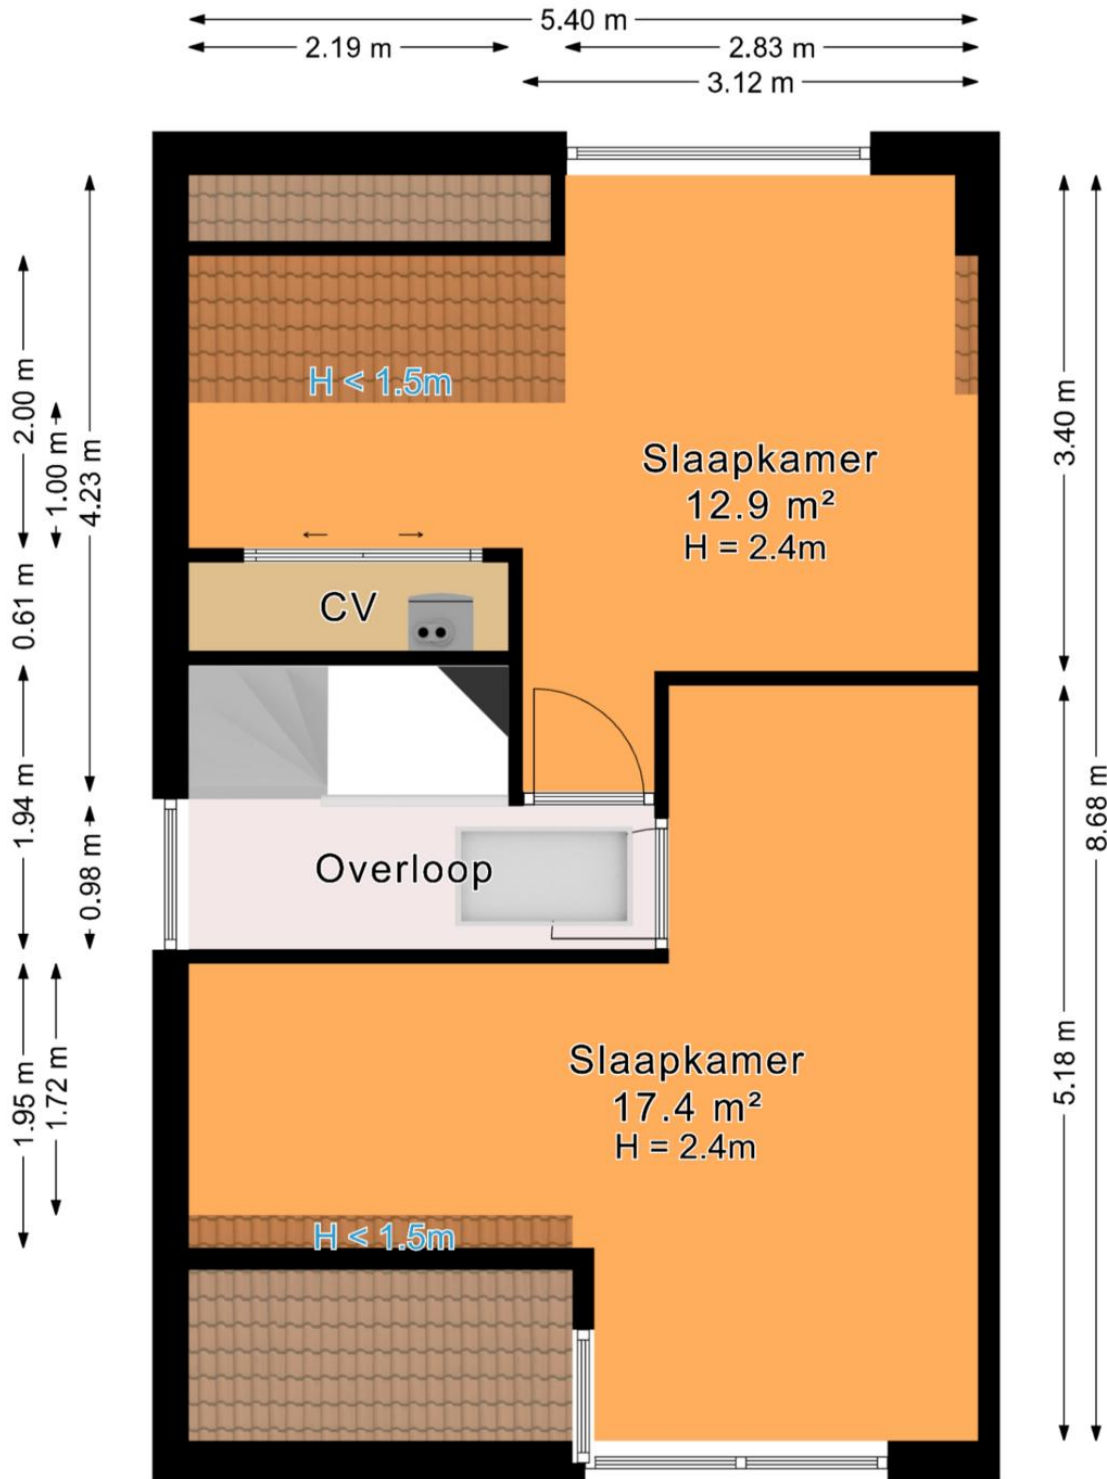 5.40 m
2.19 m
2.83 m
3.12 m
H < 1.5m
2.00 m
1.00 m
4.23 m
3.40 m
Slaapkamer
12.9 m²
H = 2.4m
0.61 m
CV
1.94 m
0.98 m
Overloop
8.68 m
Slaapkamer
17.4 m²
H = 2.4m
1.95 m
1.72 m
5.18 m
H < 1.5m